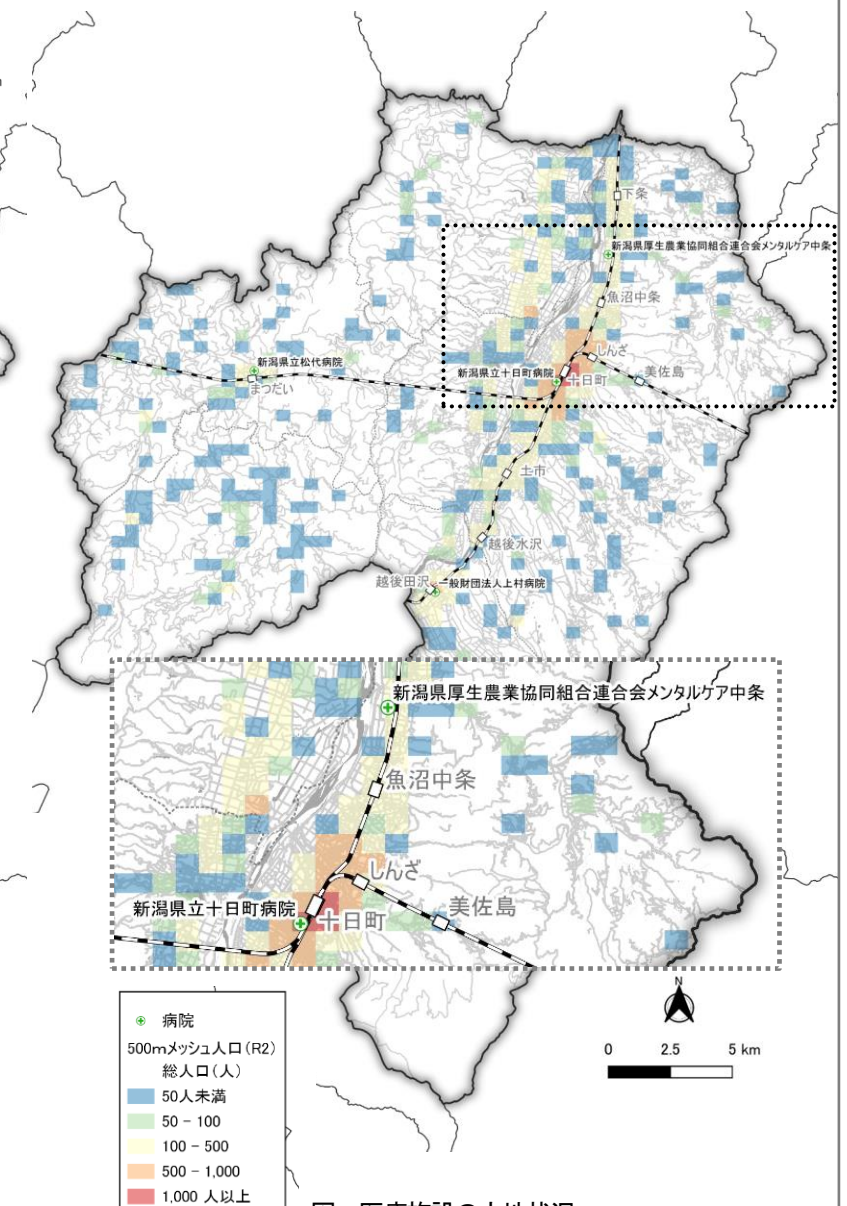 下条
新潟県厚生農業協同組合連合会メンタルケア中条
魚沼中条
しんざ
新潟県立松代病院
まつだい
新潟県立十日町病院
十日町
美佐島
土市
越後水沢
越後田沢
一般財団法人上村病院
新潟県厚生農業協同組合連合会メンタルケア中条
魚沼中条
しんざ
新潟県立十日町病院
十日町
美佐島
N
0 2.5 5 km
病院
500mメッシュ人口(R2)
総人口(人)
50人未満
50 - 100
100 - 500
500 - 1,000
1,000 人以上